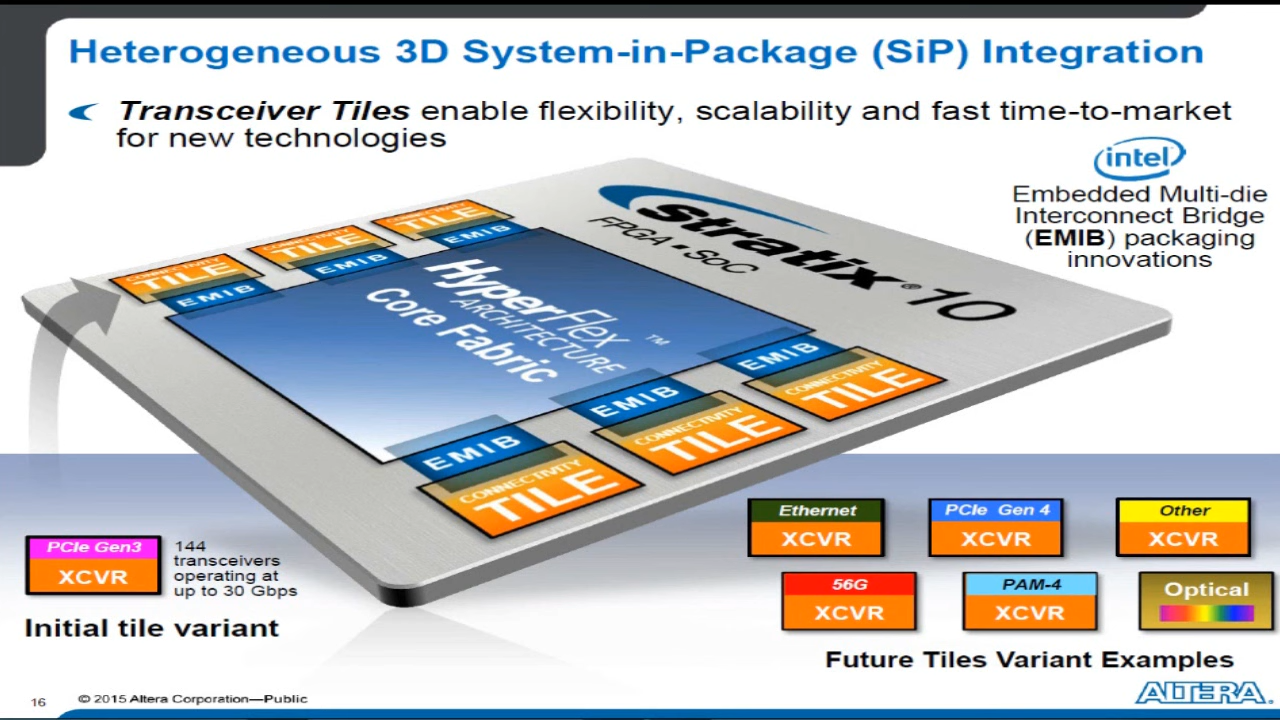 Heterogeneous 3D System-in-Package (SiP) Integration
Transceiver Tiles enable flexibility, scalability and fast time-to-market
for new technologies
intel
Embedded Multi-die
Interconnect Bridge
(EMIB) packaging
innovations
Stratix® 10
FPGA ▪ SoC
CONNECTIVITY
TILE
EMIB
CONNECTIVITY
TILE
EMIB
CONNECTIVITY
TILE
EMIB
HyperFlex™
ARCHITECTURE
Core Fabric
EMIB
CONNECTIVITY
TILE
EMIB
CONNECTIVITY
TILE
EMIB
CONNECTIVITY
TILE
PCIe Gen3
XCVR
144
transceivers
operating at
up to 30 Gbps
Initial tile variant
Ethernet
XCVR
PCIe Gen 4
XCVR
Other
XCVR
56G
XCVR
PAM-4
XCVR
Optical
Future Tiles Variant Examples
16
© 2015 Altera Corporation—Public
ALTERA.